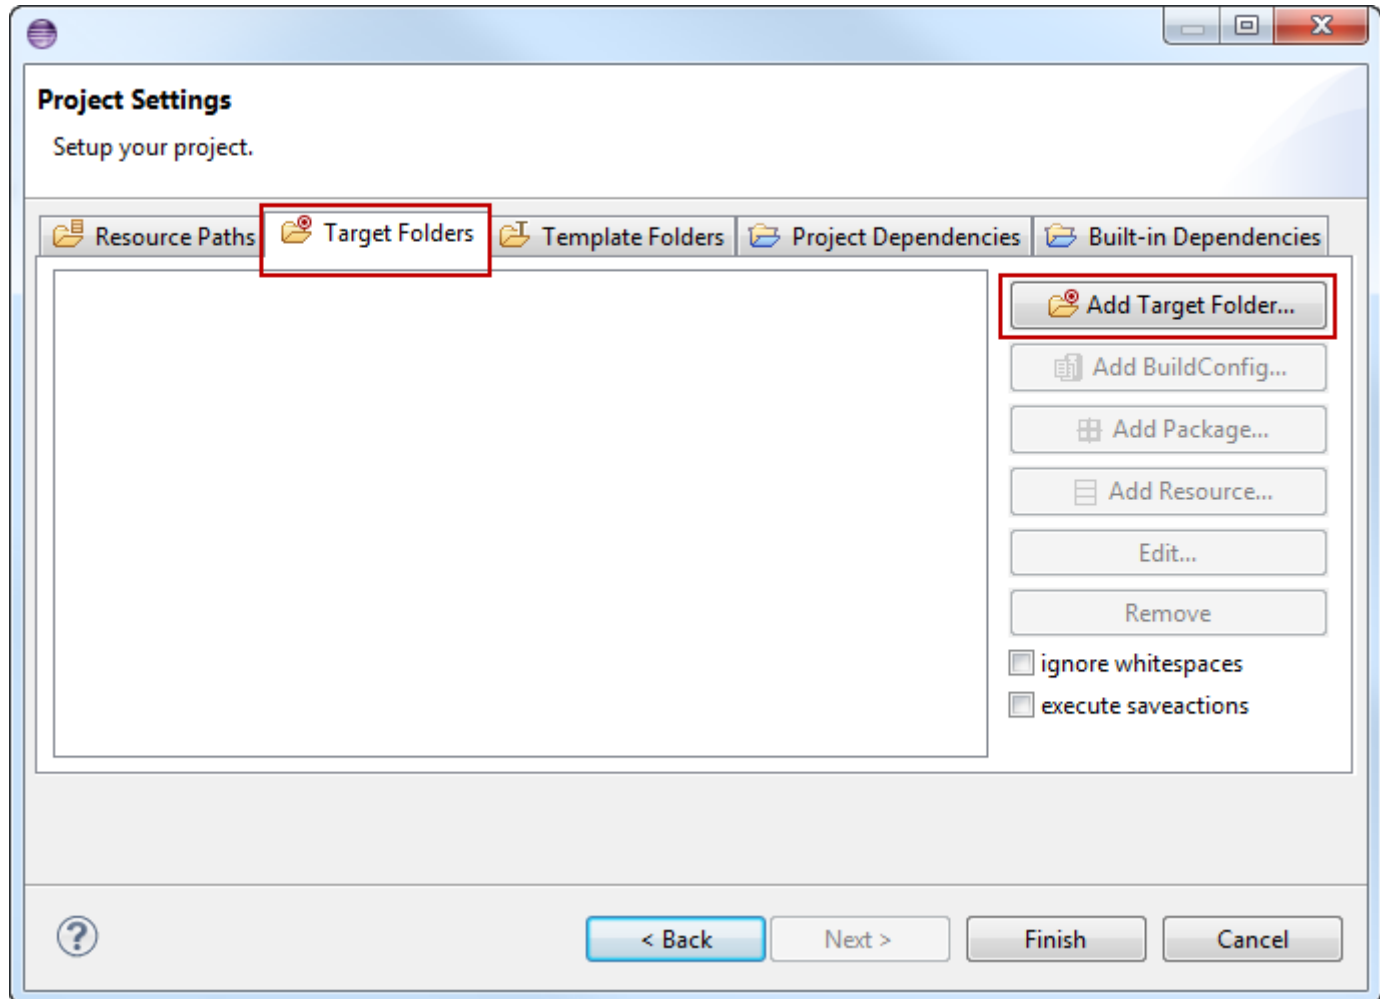 Project Settings
Setup your project.
Resource Paths Target Folders Template Folders Project Dependencies Built-in Dependencies
Add Target Folder...
Add BuildConfig...
Add Package...
Add Resource...
Edit...
Remove
ignore whitespaces
execute saveactions
? < Back Next > Finish Cancel